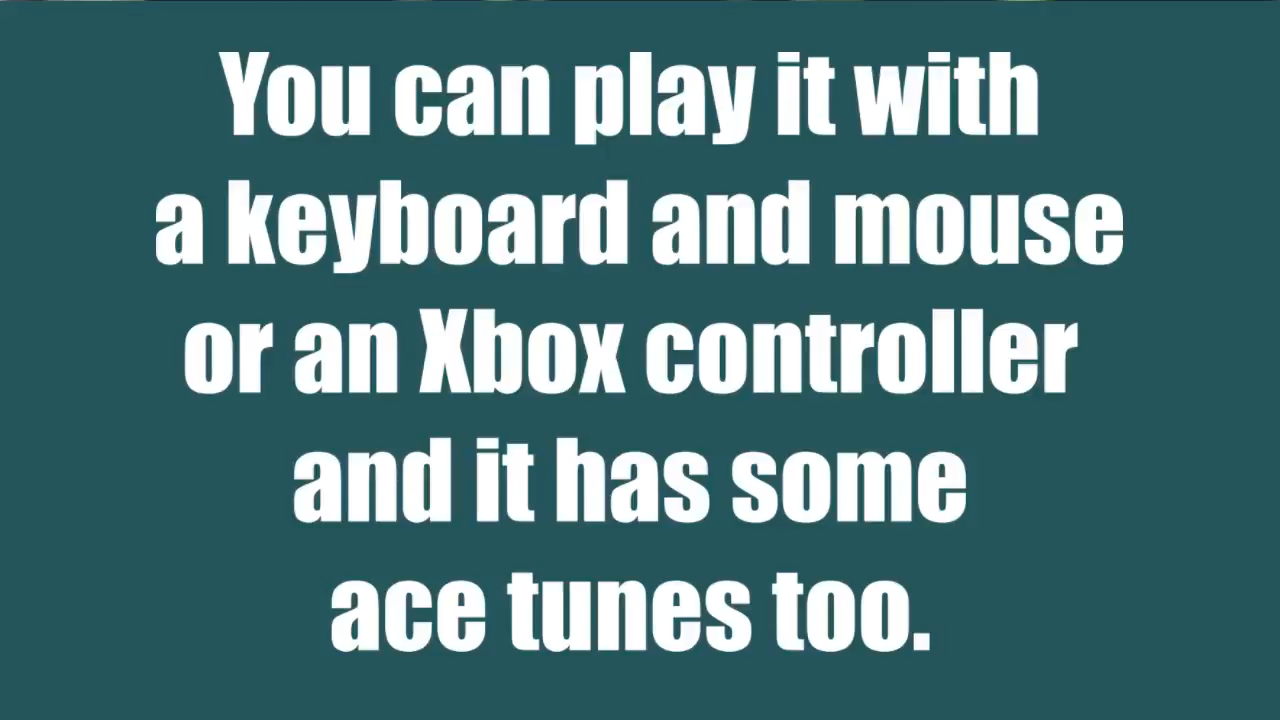 You can play it with
a keyboard and mouse
or an Xbox controller
and it has some
ace tunes too.